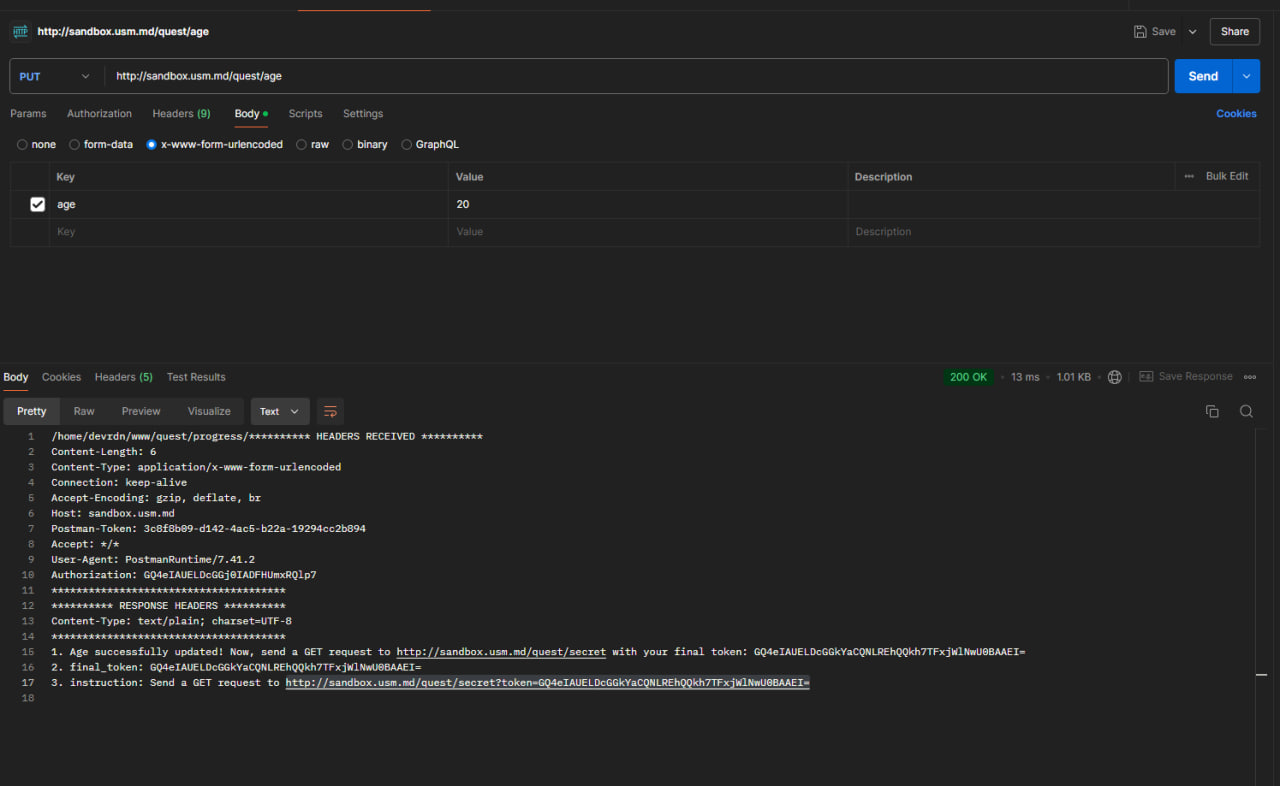 HTTP http://sandbox.usm.md/quest/age Save Share
PUT http://sandbox.usm.md/quest/age Send
Params Authorization Headers (9) Body Scripts Settings Cookies
none form-data x-www-form-urlencoded raw binary GraphQL
Key Value Description Bulk Edit
age 20
Key Value Description
Body Cookies Headers (5) Test Results 200 OK 13 ms 1.01 KB Save Response
Pretty Raw Preview Visualize Text
1 /home/devrdn/www/quest/progress/********** HEADERS RECEIVED **********
2 Content-Length: 6
3 Content-Type: application/x-www-form-urlencoded
4 Connection: keep-alive
5 Accept-Encoding: gzip, deflate, br
6 Host: sandbox.usm.md
7 Postman-Token: 3c8f8b09-d142-4ac5-b22a-19294cc2b894
8 Accept: */*
9 User-Agent: PostmanRuntime/7.41.2
10 Authorization: GQ4eIAUELDcGGj0IADFHUmxRQlp7
11 **************************************
12 ********** RESPONSE HEADERS **********
13 Content-Type: text/plain; charset=UTF-8
14 **************************************
15 1. Age successfully updated! Now, send a GET request to http://sandbox.usm.md/quest/secret with your final token: GQ4eIAUELDcGGkYaCQNLREhQQkh7TFxjWlNwU0BAAEI=
16 2. final_token: GQ4eIAUELDcGGkYaCQNLREhQQkh7TFxjWlNwU0BAAEI=
17 3. instruction: Send a GET request to http://sandbox.usm.md/quest/secret?token=GQ4eIAUELDcGGkYaCQNLREhQQkh7TFxjWlNwU0BAAEI=
18